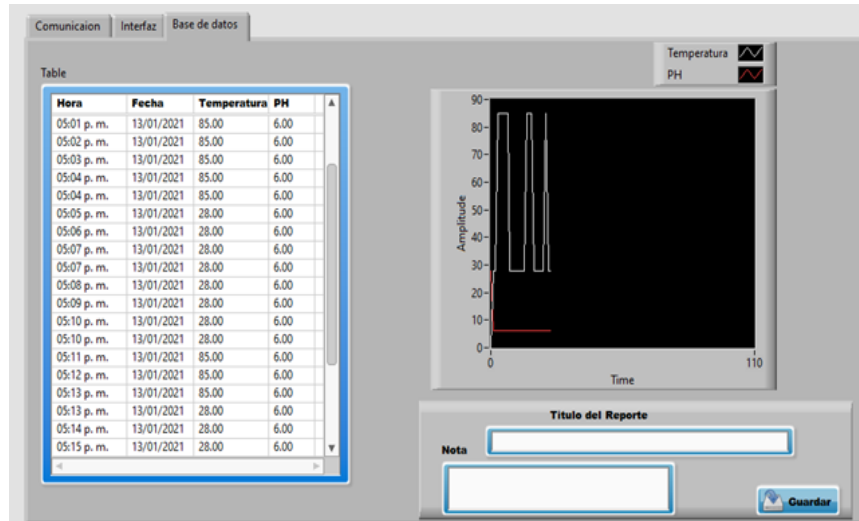 Comunicaion Interfaz Base de datos
Table
Hora Fecha Temperatura PH
05:01 p. m. 13/01/2021 85.00 6.00
05:02 p. m. 13/01/2021 85.00 6.00
05:03 p. m. 13/01/2021 85.00 6.00
05:04 p. m. 13/01/2021 85.00 6.00
05:04 p. m. 13/01/2021 85.00 6.00
05:05 p. m. 13/01/2021 28.00 6.00
05:06 p. m. 13/01/2021 28.00 6.00
05:07 p. m. 13/01/2021 28.00 6.00
05:07 p. m. 13/01/2021 28.00 6.00
05:08 p. m. 13/01/2021 28.00 6.00
05:09 p. m. 13/01/2021 28.00 6.00
05:10 p. m. 13/01/2021 28.00 6.00
05:10 p. m. 13/01/2021 28.00 6.00
05:11 p. m. 13/01/2021 85.00 6.00
05:12 p. m. 13/01/2021 85.00 6.00
05:13 p. m. 13/01/2021 85.00 6.00
05:13 p. m. 13/01/2021 28.00 6.00
05:14 p. m. 13/01/2021 28.00 6.00
05:15 p. m. 13/01/2021 28.00 6.00
Temperatura
PH
90
80
70
60
50
40
30
20
10
0
Amplitude
0 110
Time
Titulo del Reporte
Nota
Guardar